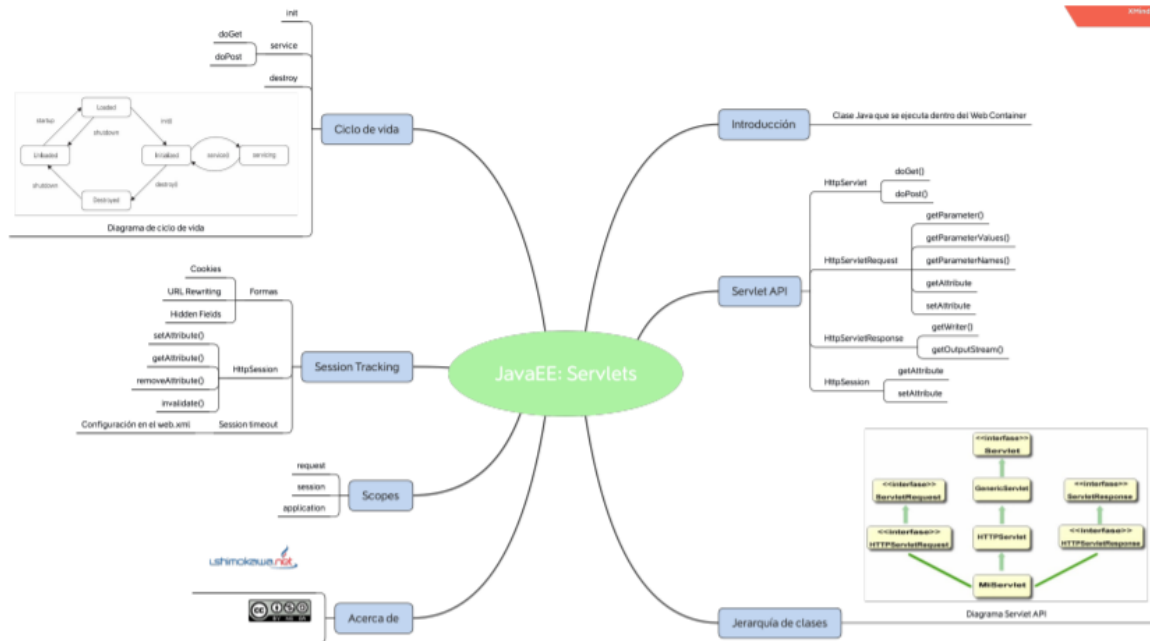 XMind
init
doGet
doPost
service
destroy
Ciclo de vida
Loaded
startup
shutdown
init()
Unloaded
Initialized
service()
servicing
shutdown
destroy()
Destroyed
Diagrama de ciclo de vida
Cookies
URL Rewriting
Hidden Fields
Formas
setAttribute()
getAttribute()
removeAttribute()
invalidate()
HttpSession
Configuración en el web.xml
Session timeout
Session Tracking
request
session
application
Scopes
ushimokawa.net
CC
BY NC SA
Acerca de
JavaEE: Servlets
Introducción
Clase Java que se ejecuta dentro del Web Container
Servlet API
HttpServlet
doGet()
doPost()
HttpServletRequest
getParameter()
getParameterValues()
getParameterNames()
getAttribute
setAttribute
HttpServletResponse
getWriter()
getOutputStream()
HttpSession
getAttribute
setAttribute
<<interfase>>
Servlet
<<interfase>>
ServletRequest
GenericServlet
<<interfase>>
ServletResponse
<<interfase>>
HTTPServletRequest
HTTPServlet
<<interfase>>
HTTPServletResponse
MiServlet
Diagrama Servlet API
Jerarquía de clases